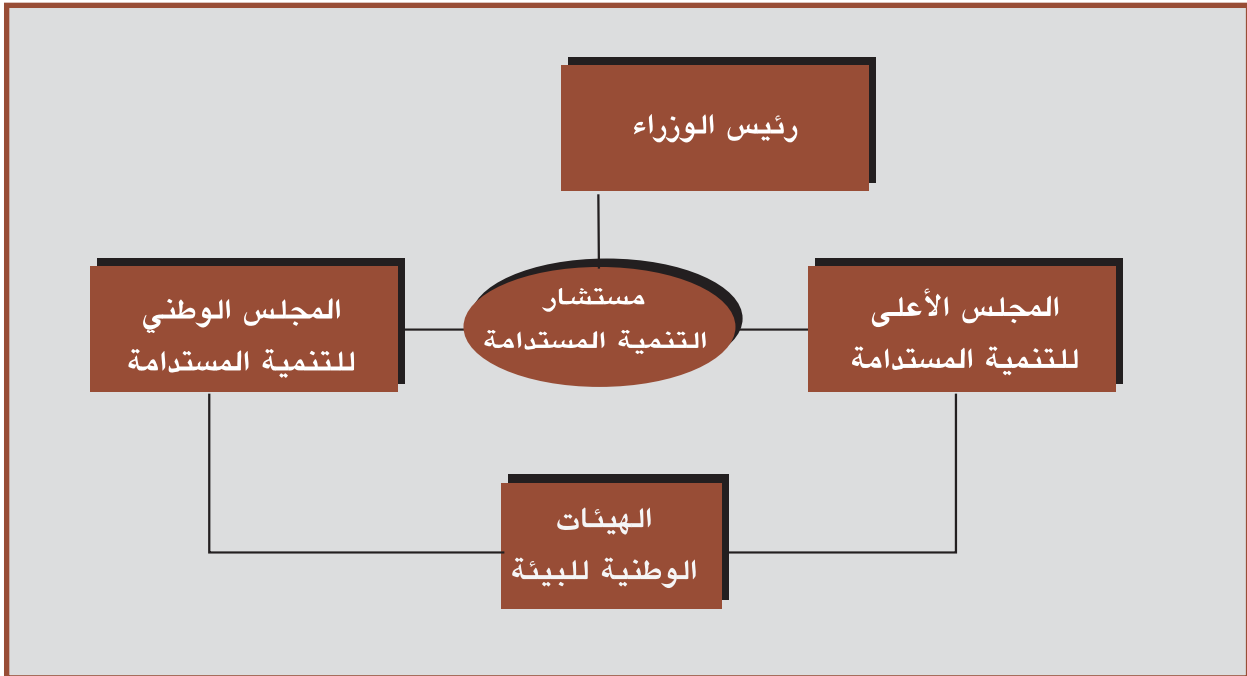 رئيس الوزراء
المجلس الأعلى
للتنمية المستدامة
مستشار
التنمية المستدامة
المجلس الوطني
للتنمية المستدامة
الهيئات
الوطنية للبيئة